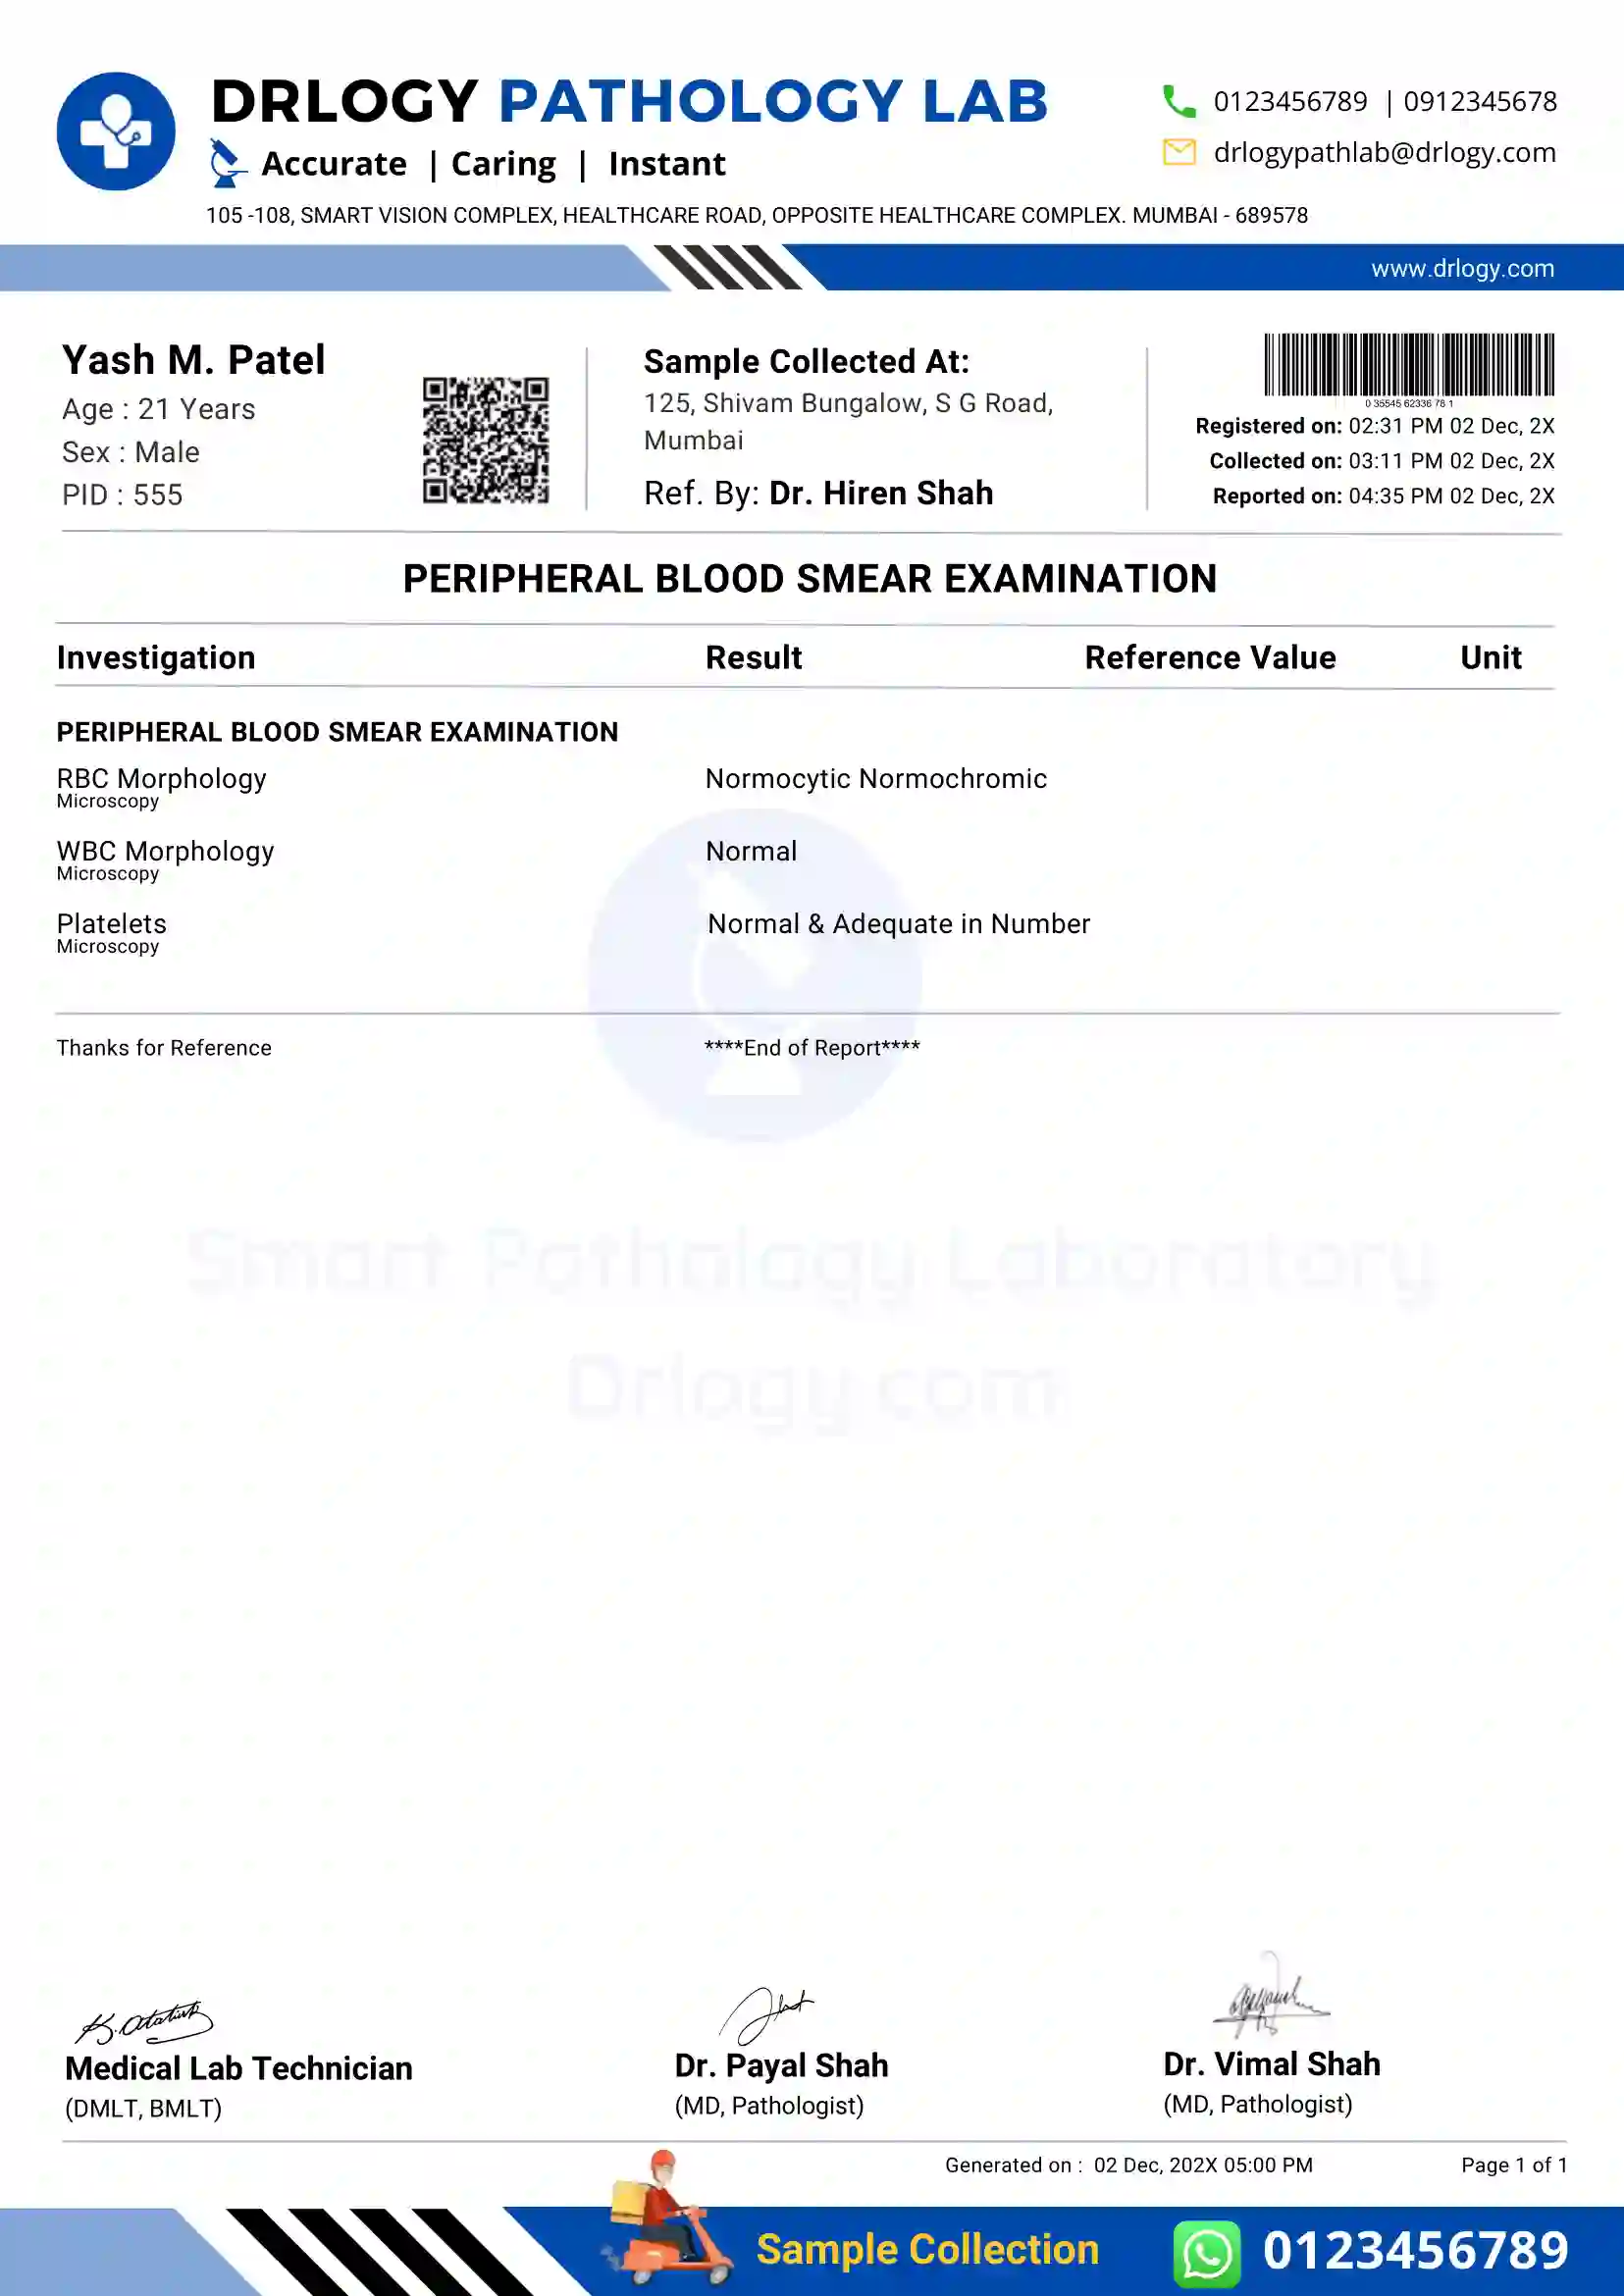 DRLOGY PATHOLOGY LAB
Accurate | Caring | Instant
0123456789 | 0912345678
drlogypathlab@drlogy.com
105 -108, SMART VISION COMPLEX, HEALTHCARE ROAD, OPPOSITE HEALTHCARE COMPLEX. MUMBAI - 689578
www.drlogy.com
Yash M. Patel
Age : 21 Years
Sex : Male
PID : 555
Sample Collected At:
125, Shivam Bungalow, S G Road,
Mumbai
Ref. By: Dr. Hiren Shah
0 35545 62336 78 1
Registered on: 02:31 PM 02 Dec, 2X
Collected on: 03:11 PM 02 Dec, 2X
Reported on: 04:35 PM 02 Dec, 2X
PERIPHERAL BLOOD SMEAR EXAMINATION
Investigation Result Reference Value Unit
PERIPHERAL BLOOD SMEAR EXAMINATION
RBC Morphology Normocytic Normochromic
Microscopy
WBC Morphology Normal
Microscopy
Platelets Normal & Adequate in Number
Microscopy
Thanks for Reference ****End of Report****
Smart Pathology Laboratory
Drlogy.com
Medical Lab Technician
(DMLT, BMLT)
Dr. Payal Shah
(MD, Pathologist)
Dr. Vimal Shah
(MD, Pathologist)
Generated on : 02 Dec, 202X 05:00 PM Page 1 of 1
Sample Collection 0123456789